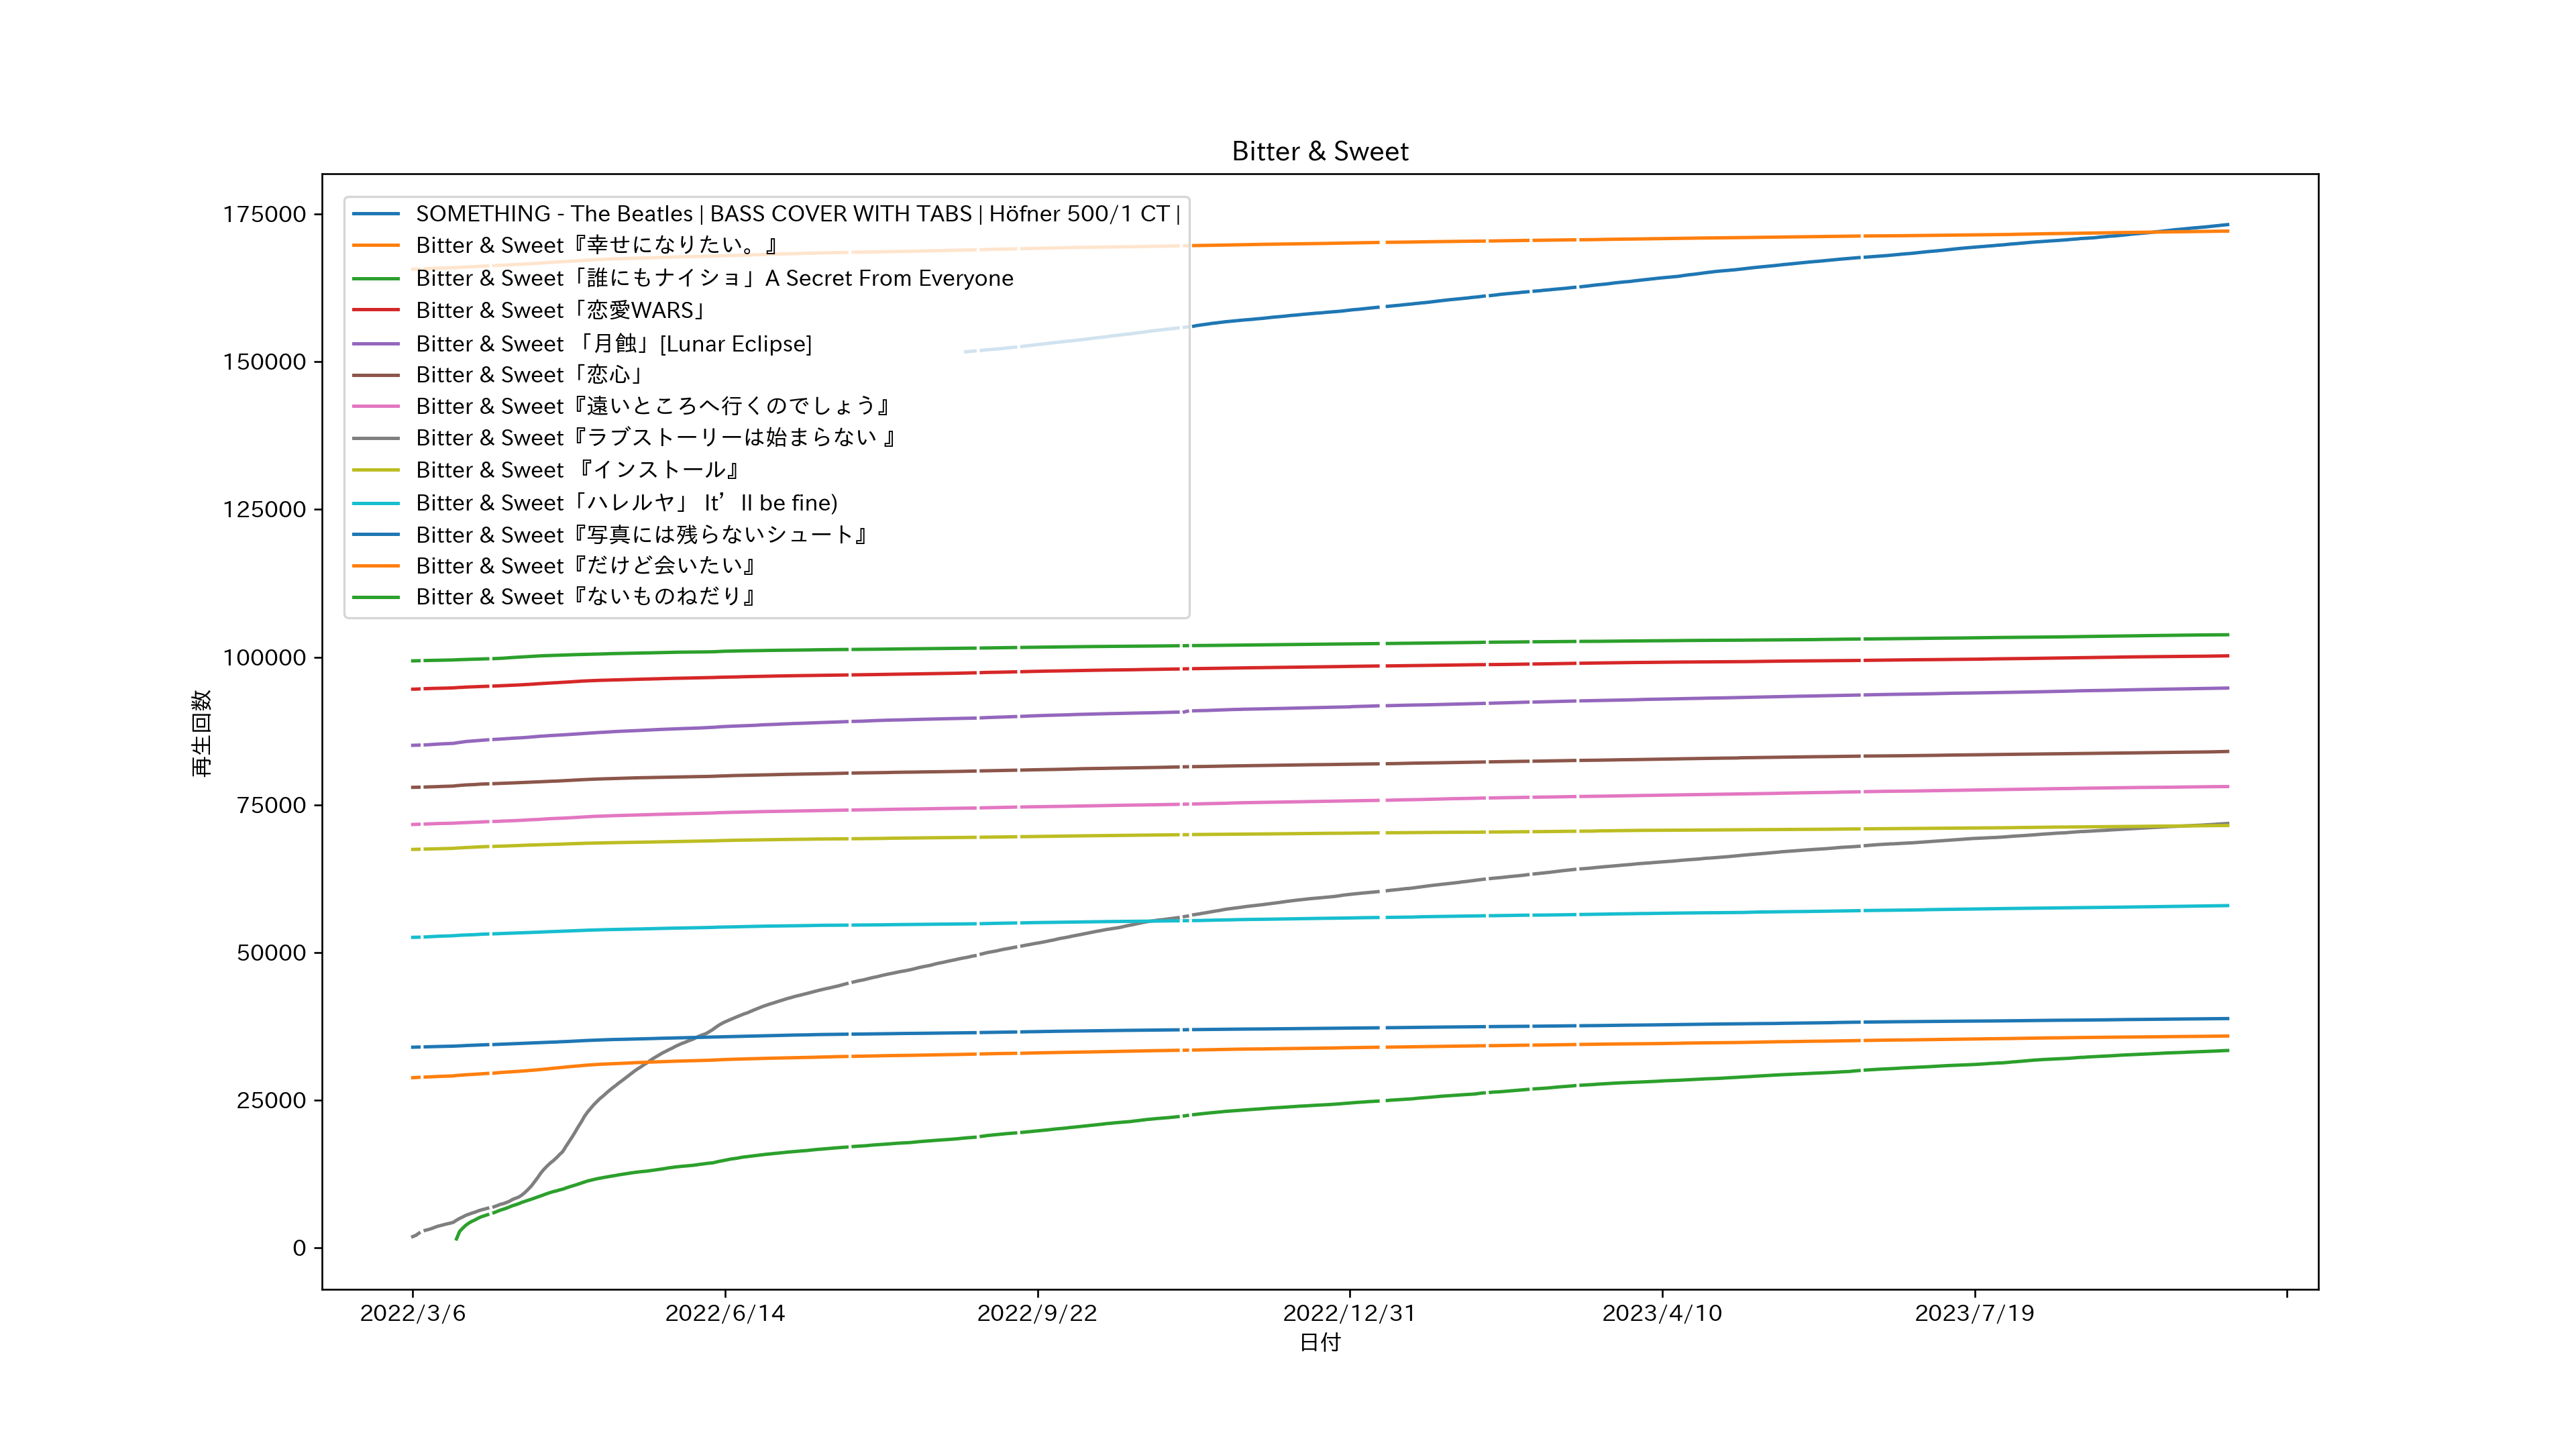 Bitter & Sweet
175000
150000
125000
100000
75000
50000
25000
0
再生回数
SOMETHING - The Beatles | BASS COVER WITH TABS | Höfner 500/1 CT |
Bitter & Sweet『幸せになりたい。』
Bitter & Sweet「誰にもナイショ」A Secret From Everyone
Bitter & Sweet「恋愛WARS」
Bitter & Sweet 「月蝕」[Lunar Eclipse]
Bitter & Sweet「恋心」
Bitter & Sweet『遠いところへ行くのでしょう』
Bitter & Sweet『ラブストーリーは始まらない 』
Bitter & Sweet 『インストール』
Bitter & Sweet「ハレルヤ」 It’ll be fine)
Bitter & Sweet『写真には残らないシュート』
Bitter & Sweet『だけど会いたい』
Bitter & Sweet『ないものねだり』
2022/3/6
2022/6/14
2022/9/22
2022/12/31
2023/4/10
2023/7/19
日付